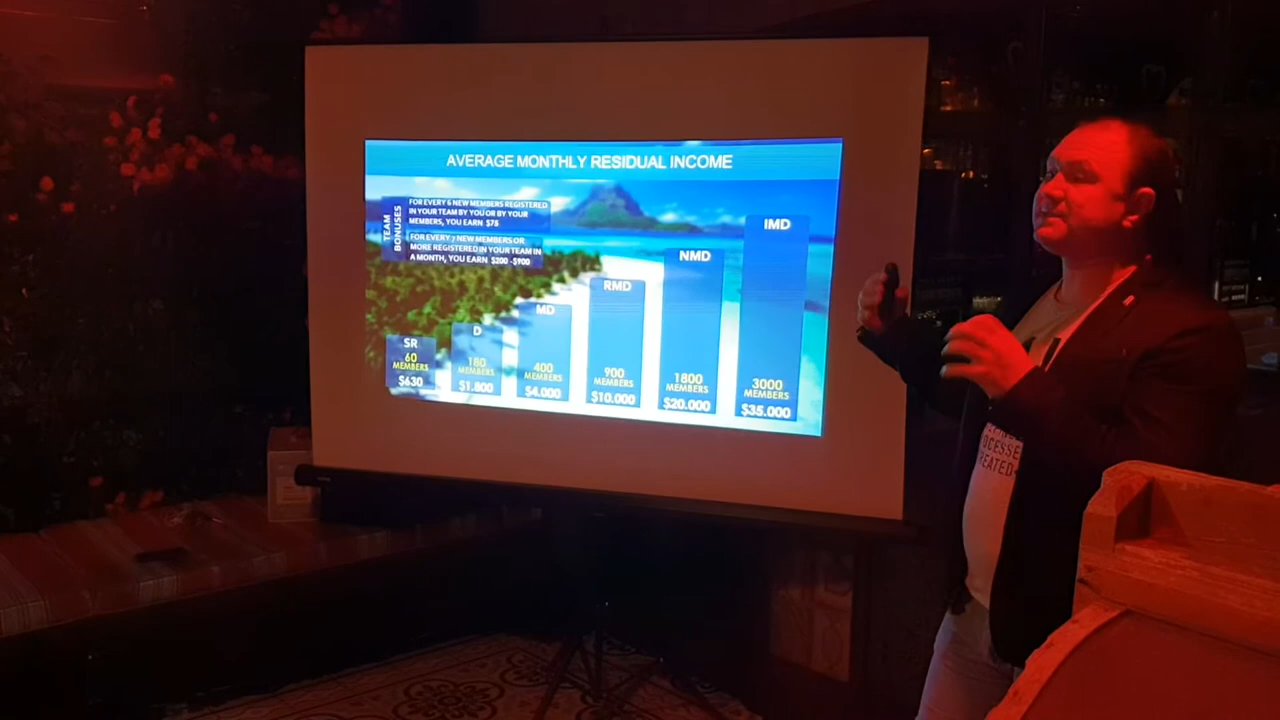 AVERAGE MONTHLY RESIDUAL INCOME
TEAM
BONUSES
FOR EVERY 6 NEW MEMBERS REGISTERED
IN YOUR TEAM BY YOU OR BY YOUR
MEMBERS, YOU EARN $75
FOR EVERY 7 NEW MEMBERS OR
MORE REGISTERED IN YOUR TEAM IN
A MONTH, YOU EARN $200 -$900
SR
60
MEMBERS
$630
D
180
MEMBERS
$1.800
MD
400
MEMBERS
$4.000
RMD
900
MEMBERS
$10.000
NMD
1800
MEMBERS
$20.000
IMD
3000
MEMBERS
$35.000
OCESSE
EATED